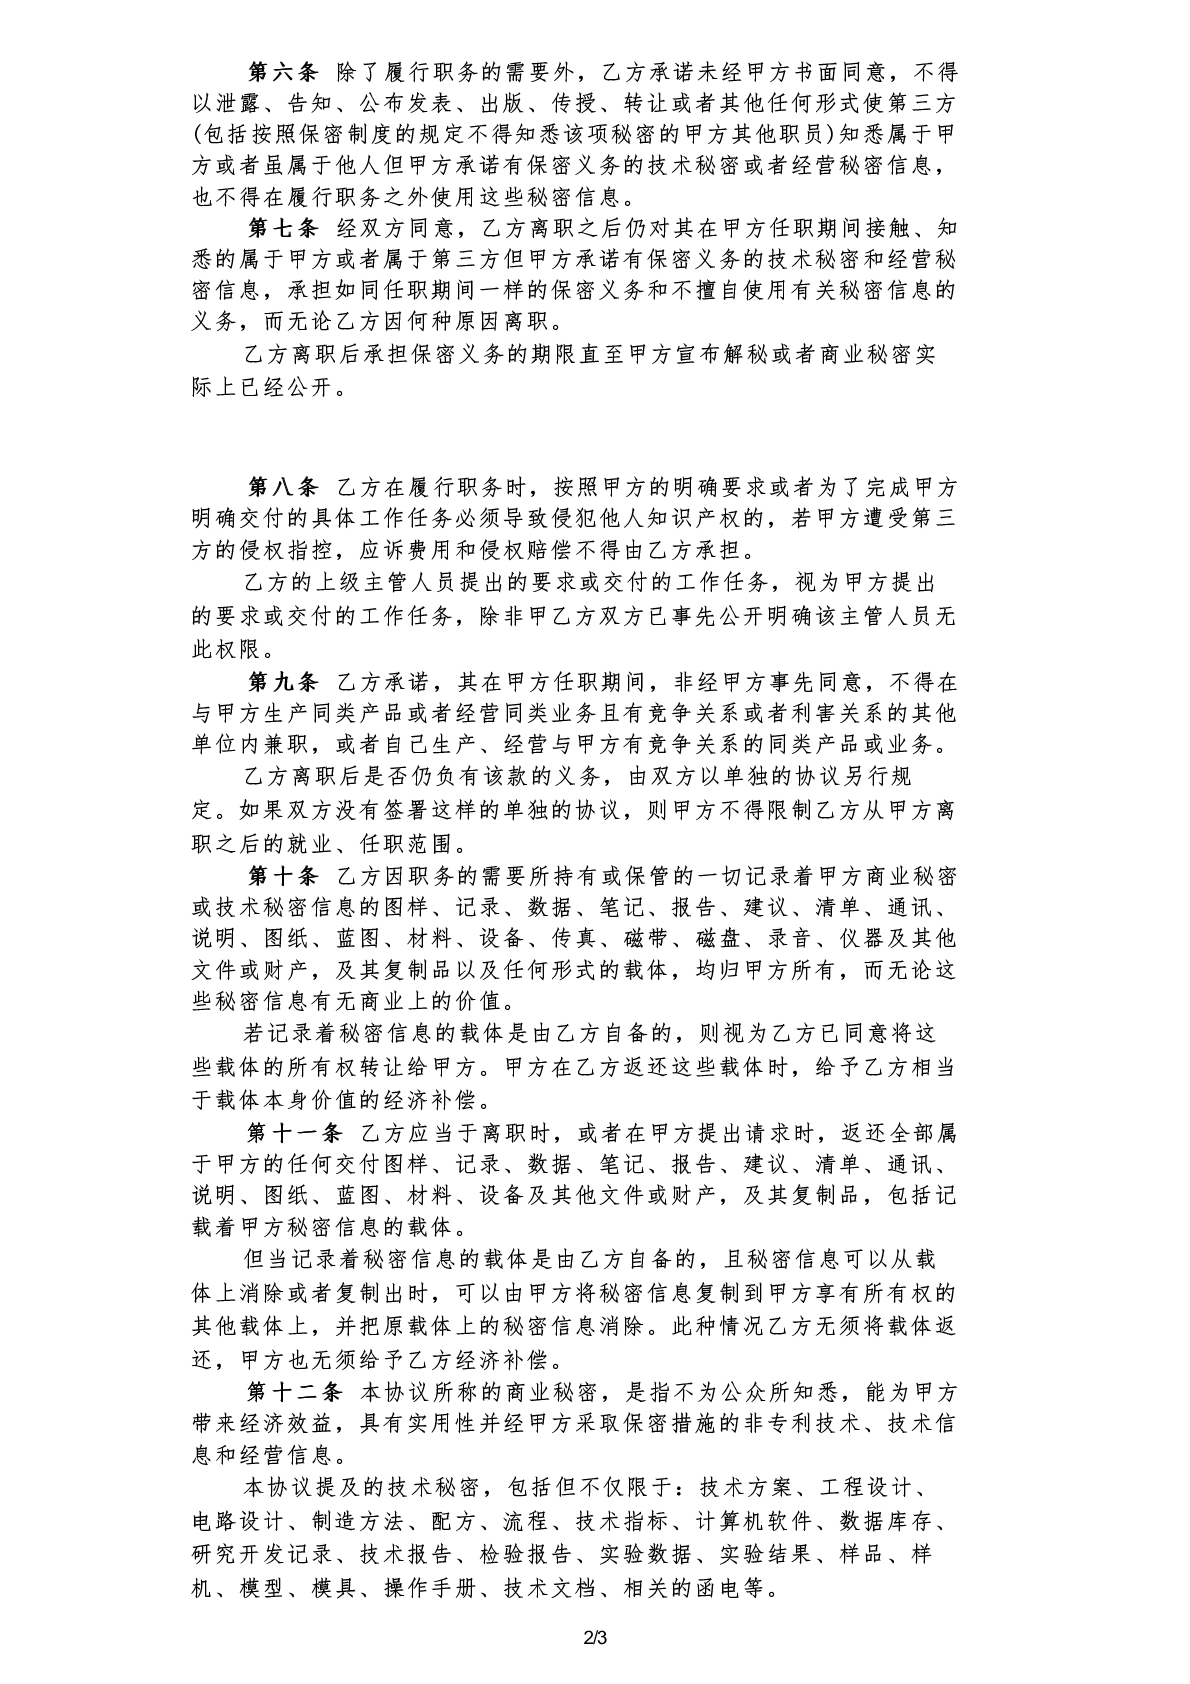 第六条 除了履行职务的需要外，乙方承诺未经甲方书面同意，不得
以泄露、告知、公布发表、出版、传授、转让或者其他任何形式使第三方
(包括按照保密制度的规定不得知悉该项秘密的甲方其他职员)知悉属于甲
方或者虽属于他人但甲方承诺有保密义务的技术秘密或者经营秘密信息，
也不得在履行职务之外使用这些秘密信息。
第七条 经双方同意，乙方离职之后仍对其在甲方任职期间接触、知
悉的属于甲方或者属于第三方但甲方承诺有保密义务的技术秘密和经营秘
密信息，承担如同任职期间一样的保密义务和不擅自使用有关秘密信息的
义务，而无论乙方因何种原因离职。
乙方离职后承担保密义务的期限直至甲方宣布解秘或者商业秘密实
际上已经公开。
第八条 乙方在履行职务时，按照甲方的明确要求或者为了完成甲方
明确交付的具体工作任务必须导致侵犯他人知识产权的，若甲方遭受第三
方的侵权指控，应诉费用和侵权赔偿不得由乙方承担。
乙方的上级主管人员提出的要求或交付的工作任务，视为甲方提出
的要求或交付的工作任务，除非甲乙方双方已事先公开明确该主管人员无
此权限。
第九条 乙方承诺，其在甲方任职期间，非经甲方事先同意，不得在
与甲方生产同类产品或者经营同类业务且有竞争关系或者利害关系的其他
单位内兼职，或者自己生产、经营与甲方有竞争关系的同类产品或业务。
乙方离职后是否仍负有该款的义务，由双方以单独的协议另行规
定。如果双方没有签署这样的单独的协议，则甲方不得限制乙方从甲方离
职之后的就业、任职范围。
第十条 乙方因职务的需要所持有或保管的一切记录着甲方商业秘密
或技术秘密信息的图样、记录、数据、笔记、报告、建议、清单、通讯、
说明、图纸、蓝图、材料、设备、传真、磁带、磁盘、录音、仪器及其他
文件或财产，及其复制品以及任何形式的载体，均归甲方所有，而无论这
些秘密信息有无商业上的价值。
若记录着秘密信息的载体是由乙方自备的，则视为乙方已同意将这
些载体的所有权转让给甲方。甲方在乙方返还这些载体时，给予乙方相当
于载体本身价值的经济补偿。
第十一条 乙方应当于离职时，或者在甲方提出请求时，返还全部属
于甲方的任何交付图样、记录、数据、笔记、报告、建议、清单、通讯、
说明、图纸、蓝图、材料、设备及其他文件或财产，及其复制品，包括记
载着甲方秘密信息的载体。
但当记录着秘密信息的载体是由乙方自备的，且秘密信息可以从载
体上消除或者复制出时，可以由甲方将秘密信息复制到甲方享有所有权的
其他载体上，并把原载体上的秘密信息消除。此种情况乙方无须将载体返
还，甲方也无须给予乙方经济补偿。
第十二条 本协议所称的商业秘密，是指不为公众所知悉，能为甲方
带来经济效益，具有实用性并经甲方采取保密措施的非专利技术、技术信
息和经营信息。
本协议提及的技术秘密，包括但不仅限于：技术方案、工程设计、
电路设计、制造方法、配方、流程、技术指标、计算机软件、数据库存、
研究开发记录、技术报告、检验报告、实验数据、实验结果、样品、样
机、模型、模具、操作手册、技术文档、相关的函电等。
2/3